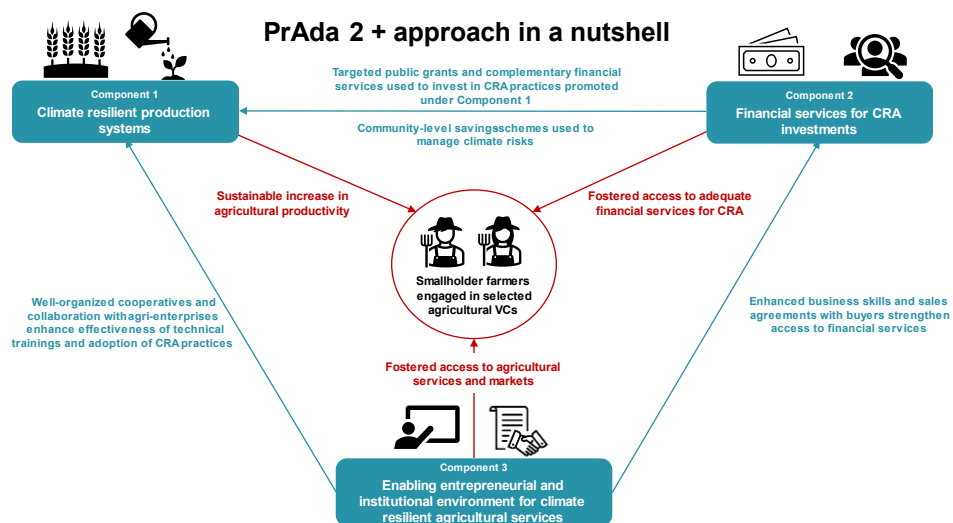 PrAda 2 + approach in a nutshell
Targeted public grants and complementary financial
services used to invest in CRA practices promoted
under Component 1
Component 1
Climate resilient production
systems
Component 2
Financial services for CRA
investments
Community-level savingsschemes used to
manage climate risks
Sustainable increase in
agricultural productivity
Fostered access to adequate
financial services for CRA
Smallholder farmers
engaged in selected
agricultural VCs
Well-organized cooperatives and
collaboration with agri-enterprises
enhance effectiveness of technical
trainings and adoption of CRA practices
Enhanced business skills and sales
agreements with buyers strengthen
access to financial services
Fostered access to agricultural
services and markets
Component 3
Enabling entrepreneurial and
institutional environment for climate
resilient agricultural services